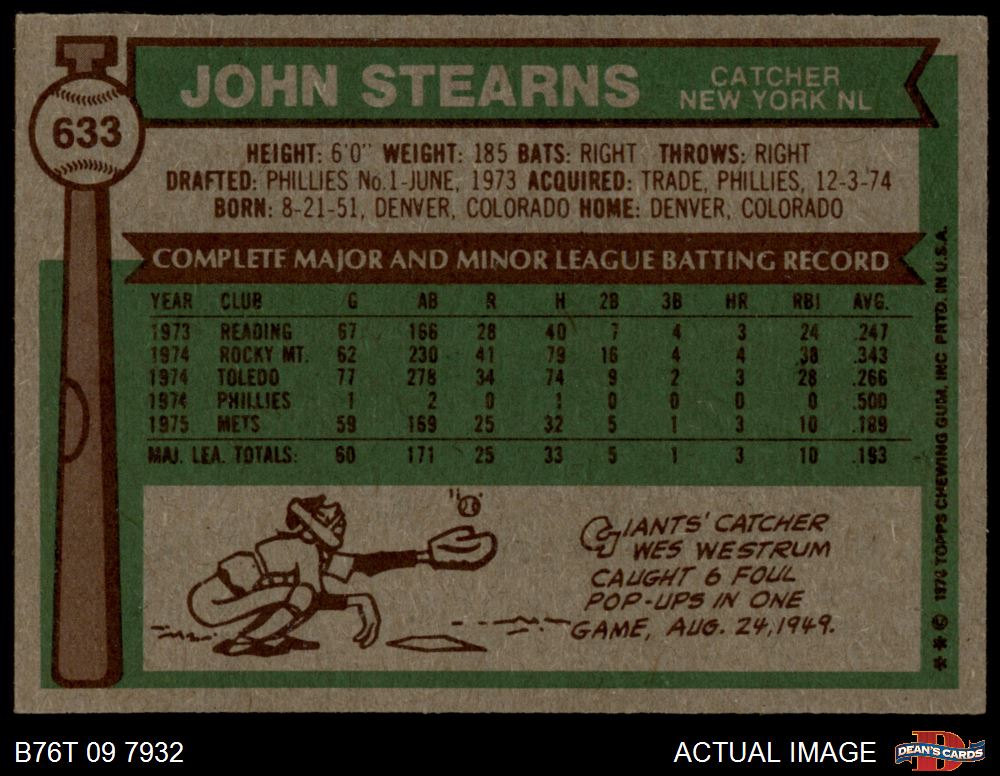 633
JOHN STEARNS
CATCHER
NEW YORK NL
HEIGHT: 6'0" WEIGHT: 185 BATS: RIGHT THROWS: RIGHT
DRAFTED: PHILLIES No.1-JUNE, 1973 ACQUIRED: TRADE, PHILLIES, 12-3-74
BORN: 8-21-51, DENVER, COLORADO HOME: DENVER, COLORADO
COMPLETE MAJOR AND MINOR LEAGUE BATTING RECORD
YEAR CLUB G AB R H 2B 3B HR RBI AVG.
1973 READING 67 166 28 40 7 4 3 24 .247
1974 ROCKY MT. 62 230 41 79 16 4 4 38 .343
1974 TOLEDO 77 278 34 74 9 2 3 28 .266
1974 PHILLIES 1 2 0 1 0 0 0 0 .500
1975 METS 59 169 25 32 5 1 3 10 .189
MAJ. LEA. TOTALS: 60 171 25 33 5 1 3 10 .193
GIANTS' CATCHER
WES WESTRUM
CAUGHT 6 FOUL
POP-UPS IN ONE
GAME, AUG. 24, 1949.
** © 1976 TOPPS CHEWING GUM, INC PRTD. IN U.S.A.
B76T 09 7932
ACTUAL IMAGE
DEAN'S CARDS